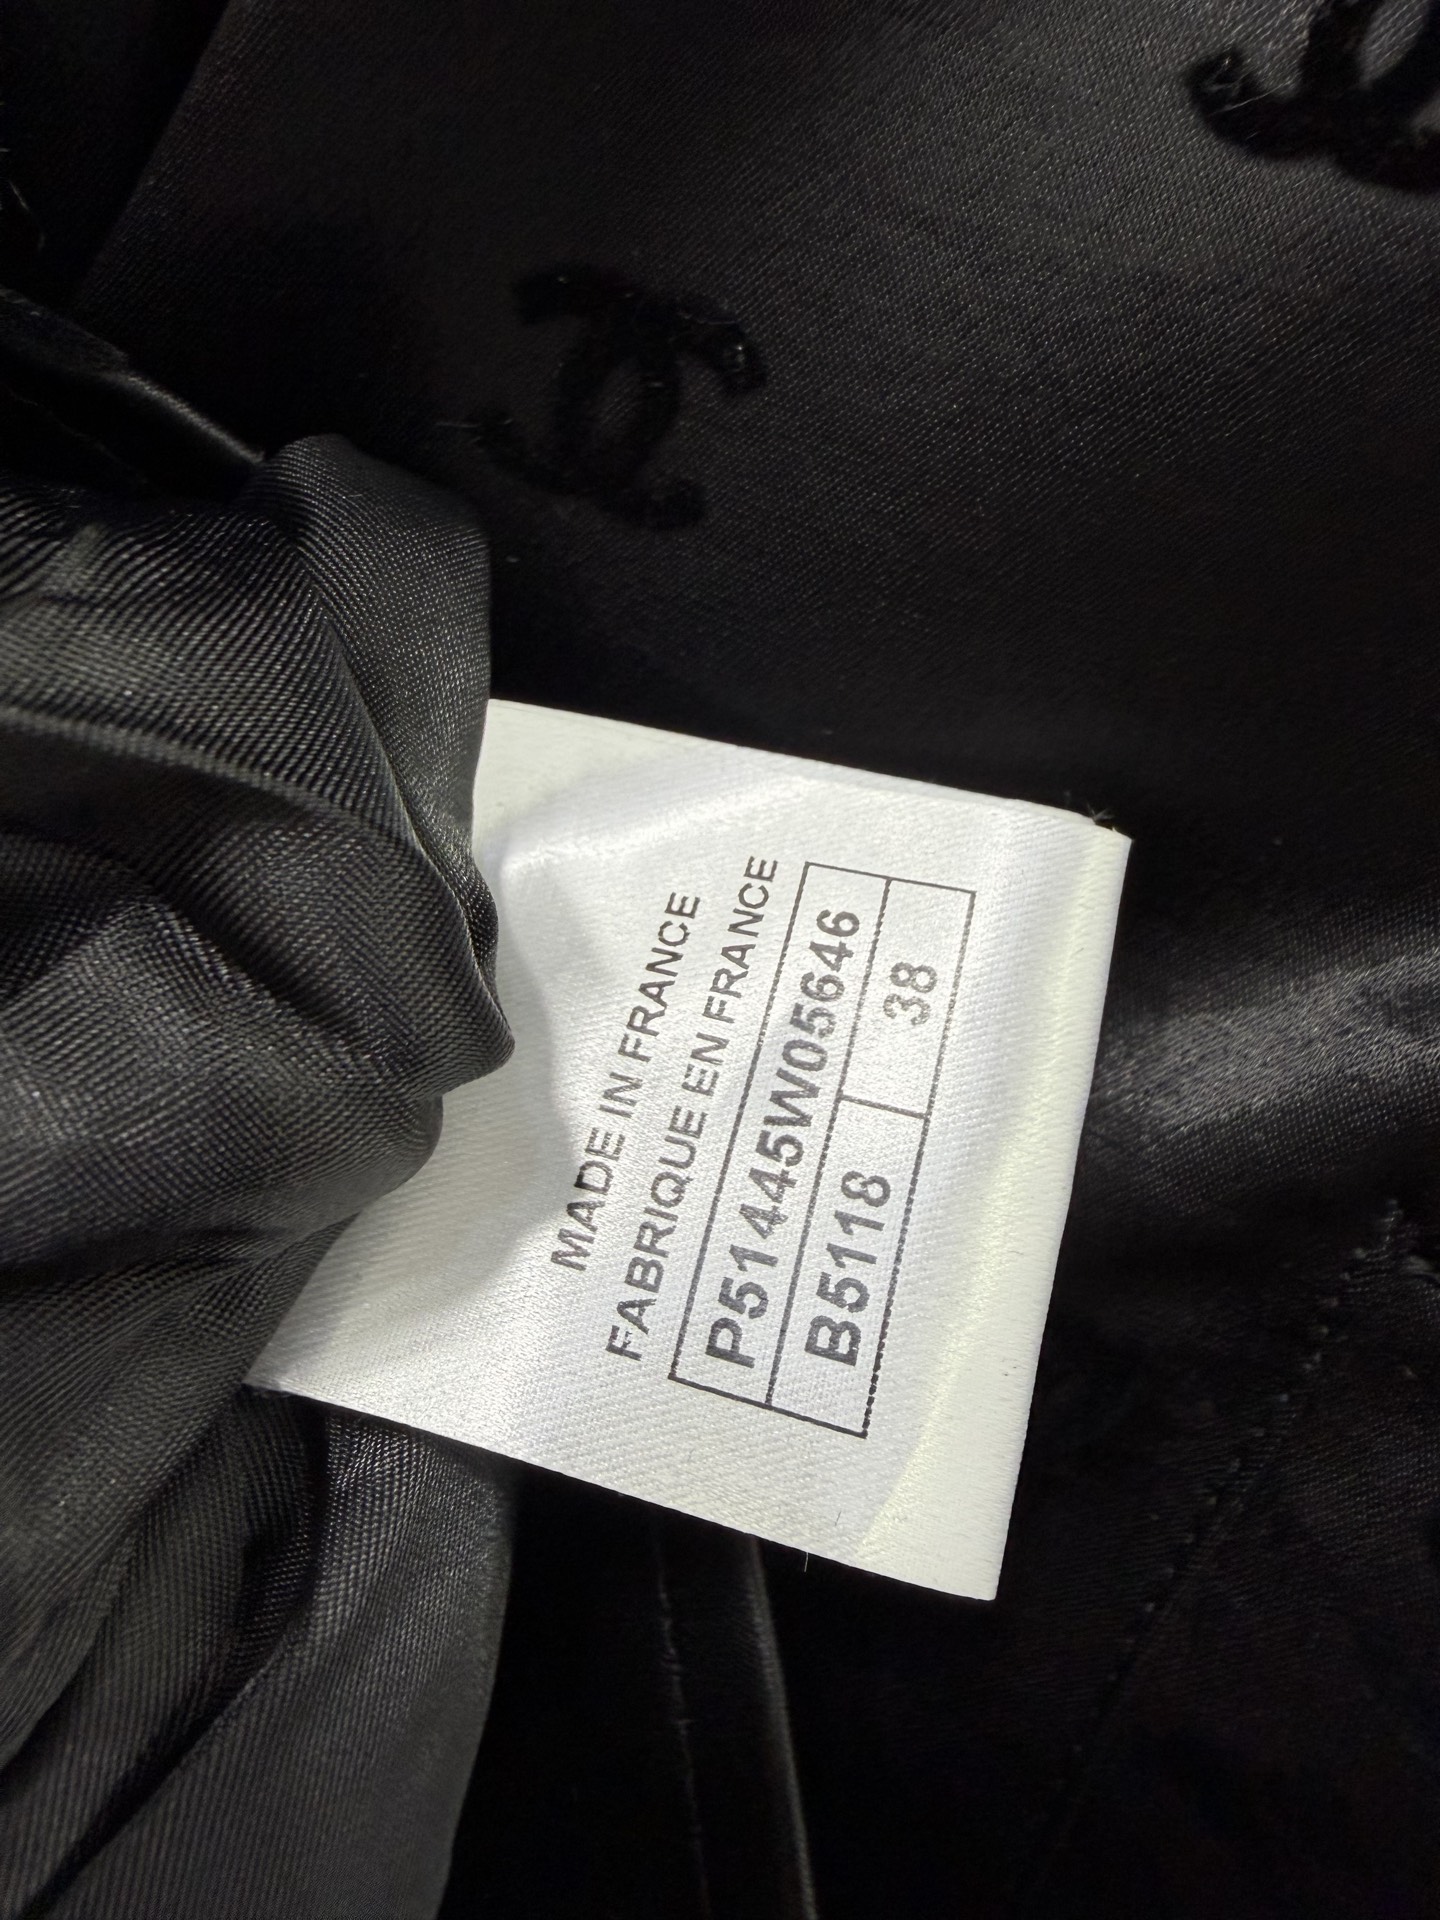 MADE IN FRANCE
FABRIQUE EN FRANCE
P51445W05646
B5118 38